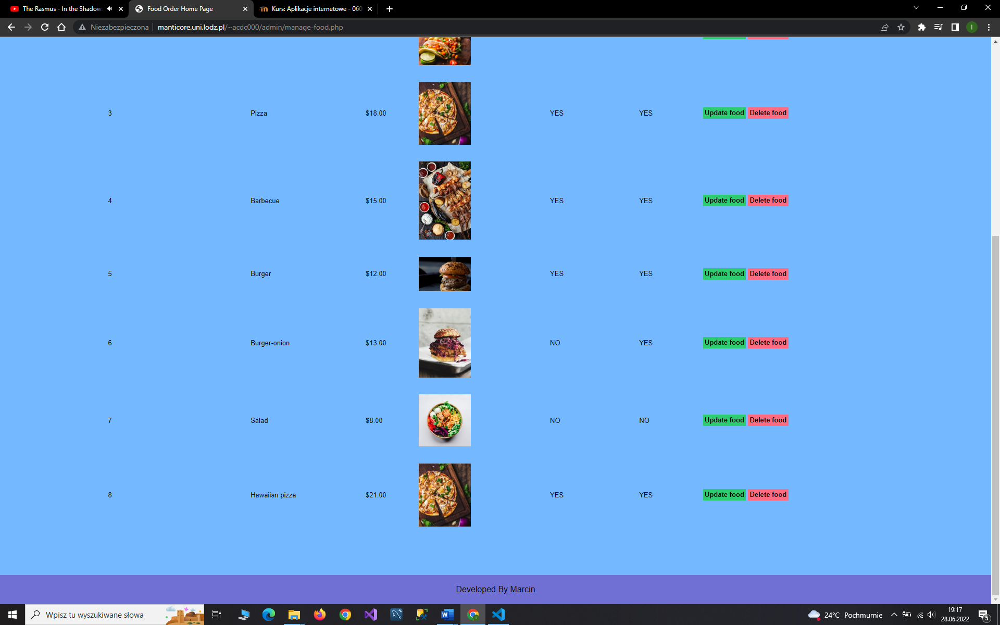 The Rasmus - In the Shadow
Food Order Home Page
Kurs: Aplikacje internetowe - 060
Niezabezpieczona
manticore.uni.lodz.pl/~acdc000/admin/manage-food.php
I
3 Pizza $18.00 YES YES Update food Delete food
4 Barbecue $15.00 YES YES Update food Delete food
5 Burger $12.00 YES YES Update food Delete food
6 Burger-onion $13.00 NO YES Update food Delete food
7 Salad $8.00 NO NO Update food Delete food
8 Hawaiian pizza $21.00 YES YES Update food Delete food
Developed By Marcin
Wpisz tu wyszukiwane słowa
24°C Pochmurnie
19:17
28.06.2022
5